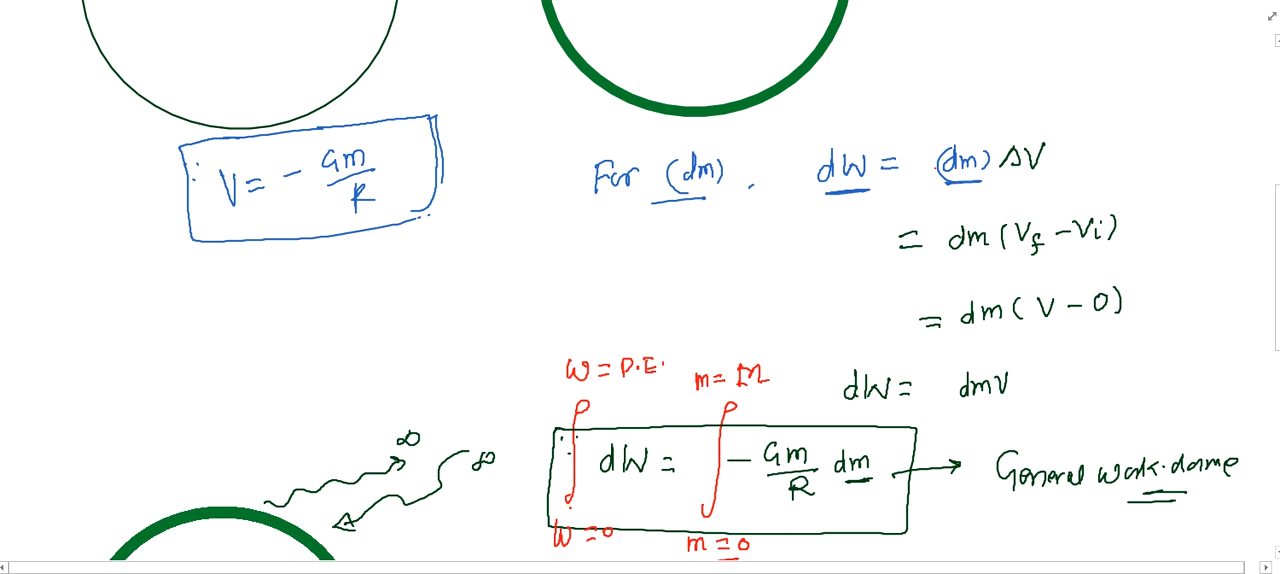 ∴ V = - Gm/R
For (dm) . dW = (dm) ΔV
= dm (Vf - Vi)
= dm ( V - 0)
dW = dmV
W = P.E. m = M
∴ ∫ dW = ∫ - Gm/R dm → General work. done
W = 0 m = 0
∞ ∞